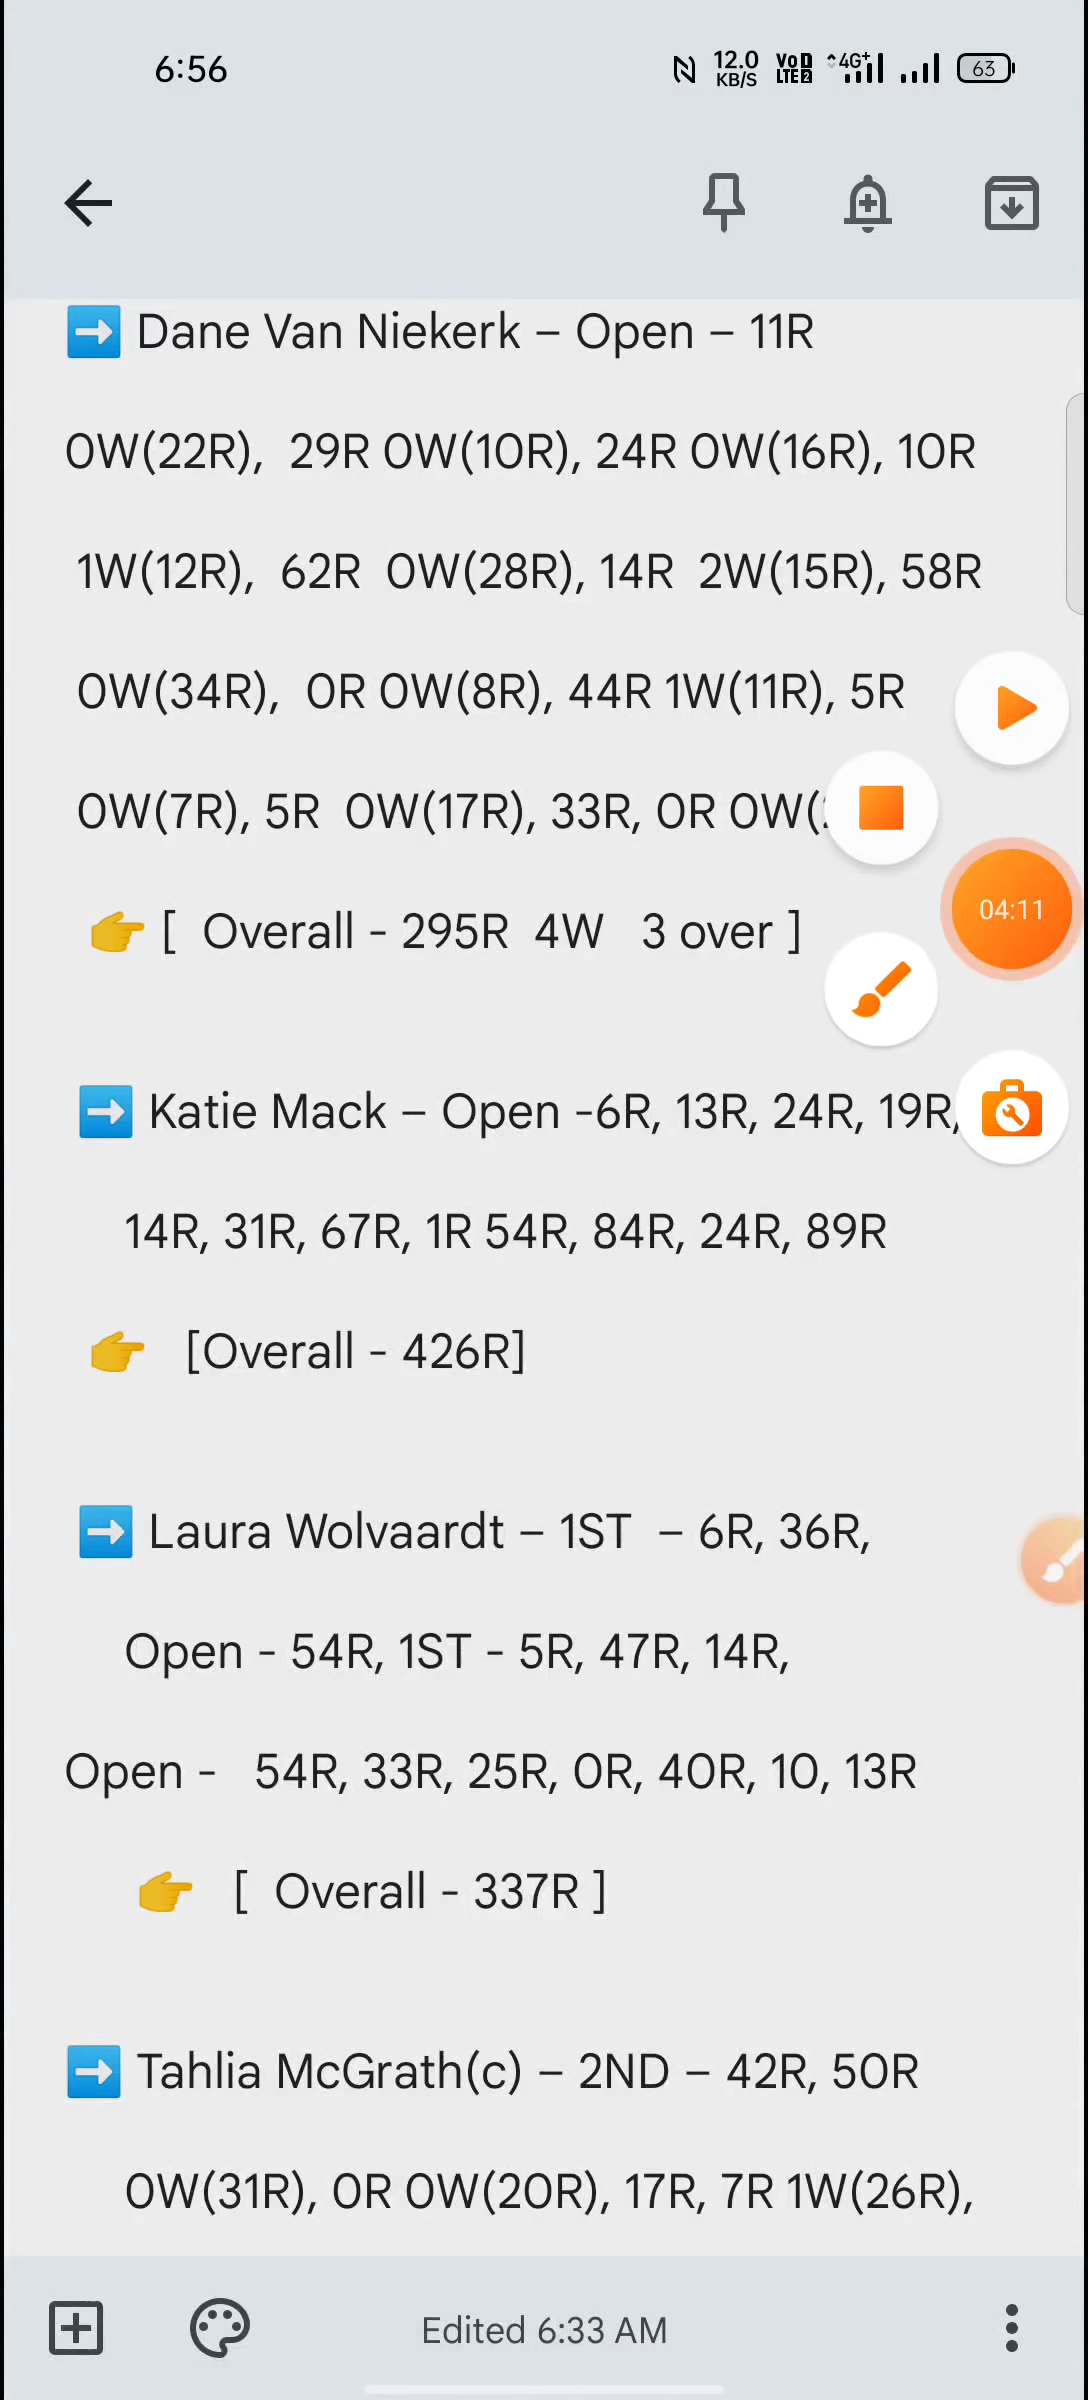 6:56
12.0 KB/S VoLTE 4G+ 63
Dane Van Niekerk – Open – 11R
0W(22R), 29R 0W(10R), 24R 0W(16R), 10R
1W(12R), 62R 0W(28R), 14R 2W(15R), 58R
0W(34R), 0R 0W(8R), 44R 1W(11R), 5R
0W(7R), 5R 0W(17R), 33R, 0R 0W(
[ Overall - 295R 4W 3 over ]
04:11
Katie Mack – Open -6R, 13R, 24R, 19R,
14R, 31R, 67R, 1R 54R, 84R, 24R, 89R
[Overall - 426R]
Laura Wolvaardt – 1ST – 6R, 36R,
Open - 54R, 1ST - 5R, 47R, 14R,
Open - 54R, 33R, 25R, 0R, 40R, 10, 13R
[ Overall - 337R ]
Tahlia McGrath(c) – 2ND – 42R, 50R
0W(31R), 0R 0W(20R), 17R, 7R 1W(26R),
Edited 6:33 AM